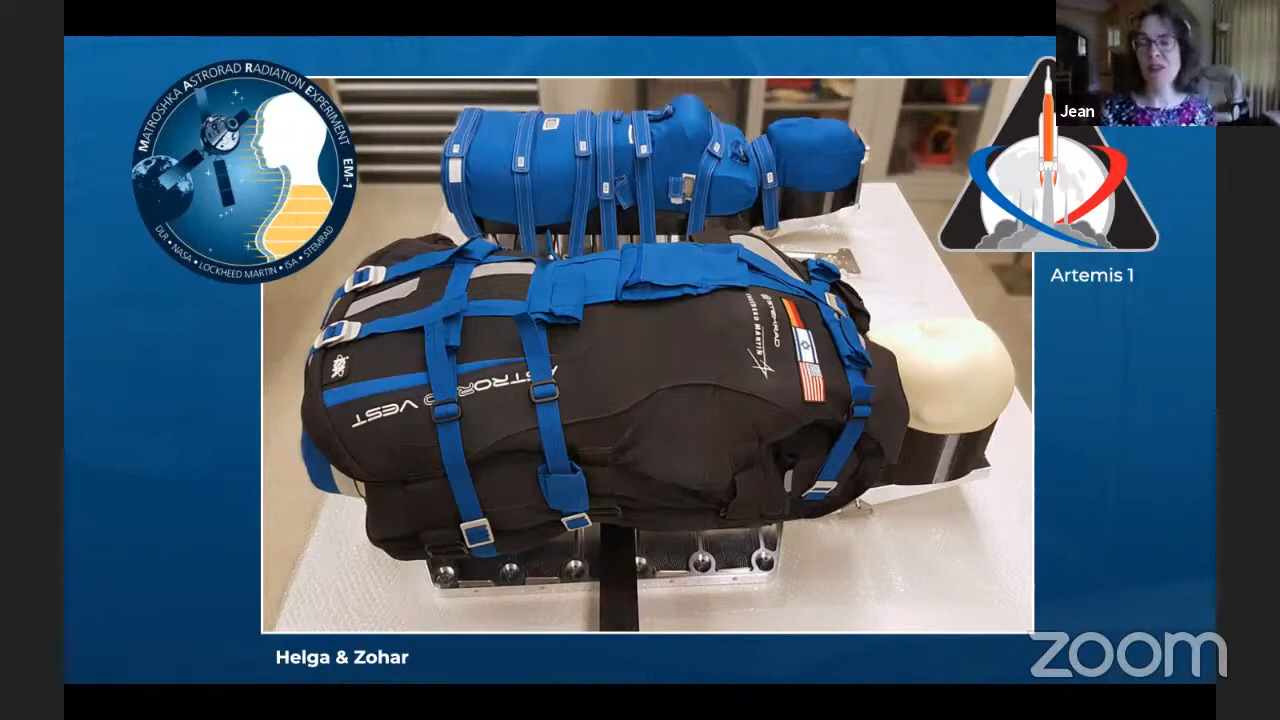 MATROSHKA ASTRORAD RADIATION EXPERIMENT EM-1
DLR • NASA • LOCKHEED MARTIN • ISA • STEMRAD
Jean
Artemis 1
STEMRAD
LOCKHEED MARTIN
ASTRORAD VEST
Helga & Zohar
zoom